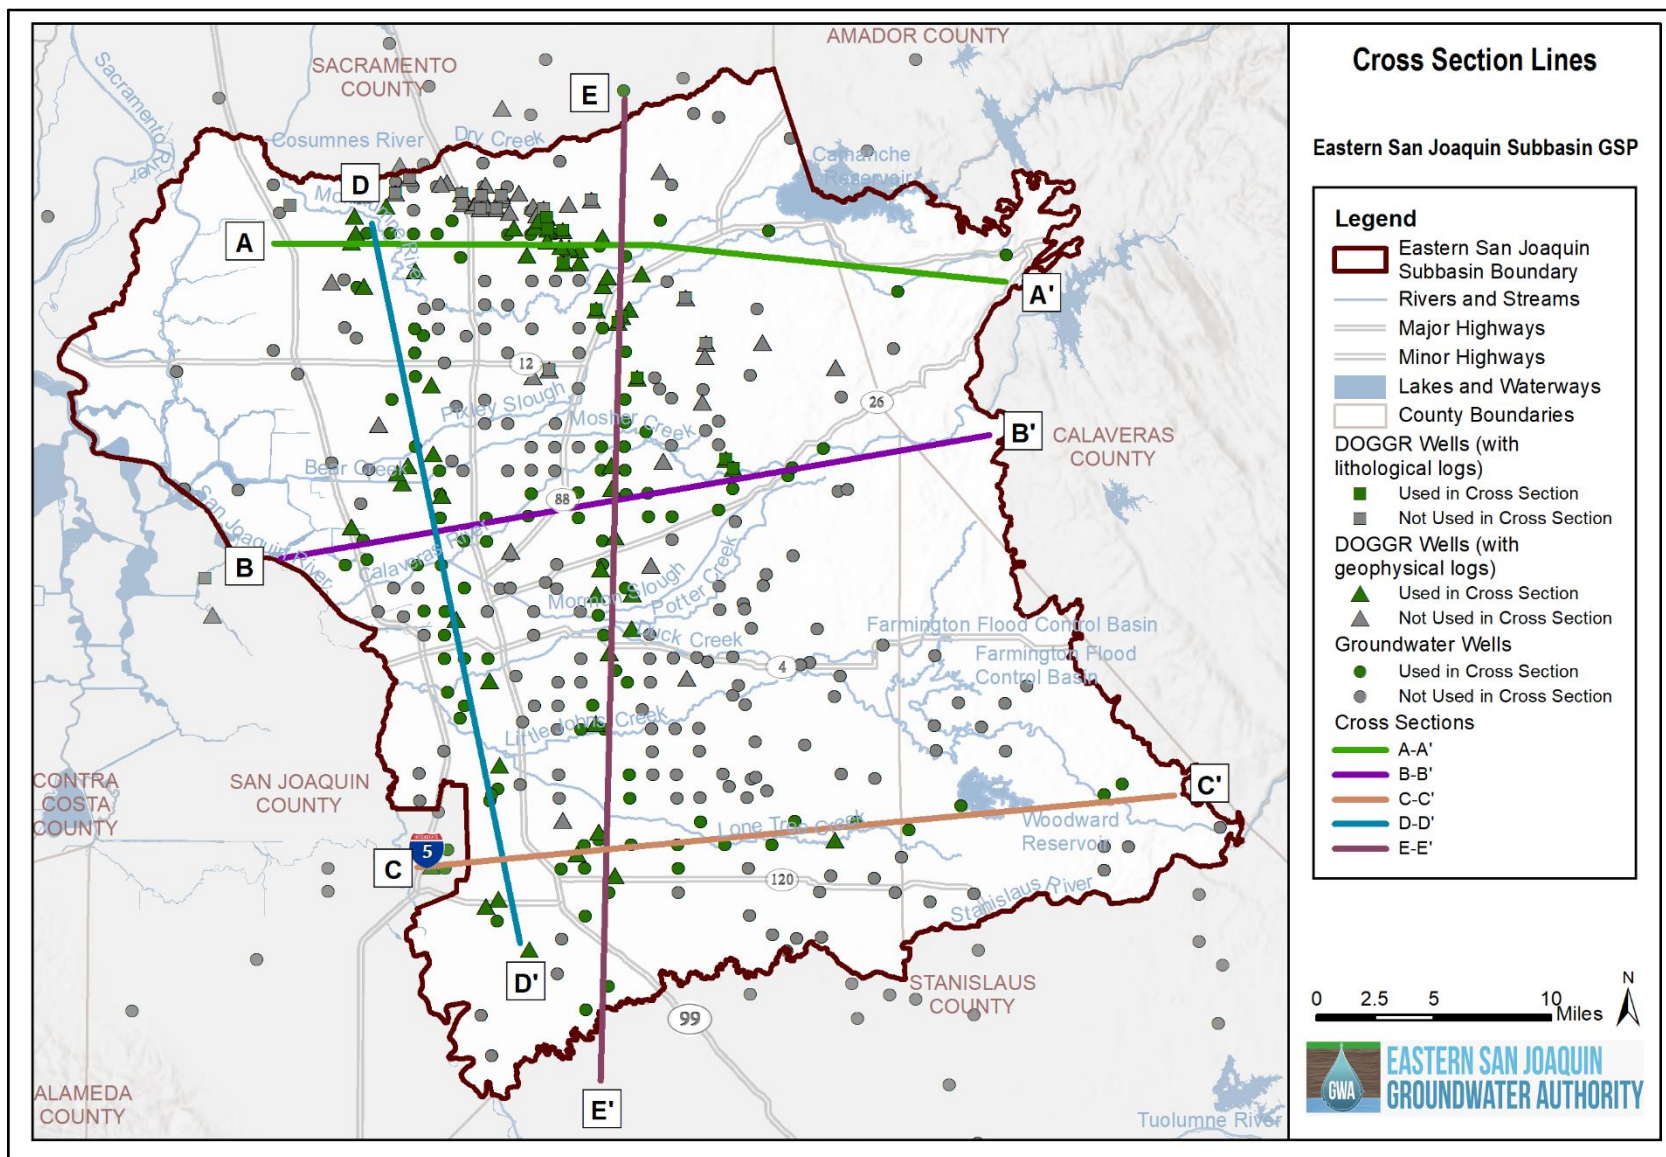 AMADOR COUNTY
SACRAMENTO
COUNTY
E
Sacramento River
Cosumnes River
Dry Creek
Camanche
Reservoir
D
Mokelumne River
A
A'
12
Pixley Slough
Mosher Creek
26
B'
CALAVERAS
COUNTY
Bear Creek
88
San Joaquin River
B
Calaveras River
Mormon Slough
Potter Creek
Duck Creek
Farmington Flood Control Basin
Farmington Flood
Control Basin
4
Little Johns Creek
CONTRA
COSTA
COUNTY
SAN JOAQUIN
COUNTY
C'
Lone Tree Creek
Woodward
Reservoir
INTERSTATE
5
C
120
Stanislaus River
D'
STANISLAUS
COUNTY
99
ALAMEDA
COUNTY
E'
Tuolumne River
Cross Section Lines
Eastern San Joaquin Subbasin GSP
Legend
Eastern San Joaquin
Subbasin Boundary
Rivers and Streams
Major Highways
Minor Highways
Lakes and Waterways
County Boundaries
DOGGR Wells (with
lithological logs)
Used in Cross Section
Not Used in Cross Section
DOGGR Wells (with
geophysical logs)
Used in Cross Section
Not Used in Cross Section
Groundwater Wells
Used in Cross Section
Not Used in Cross Section
Cross Sections
A-A'
B-B'
C-C'
D-D'
E-E'
N
0 2.5 5 10
Miles
GWA
EASTERN SAN JOAQUIN
GROUNDWATER AUTHORITY